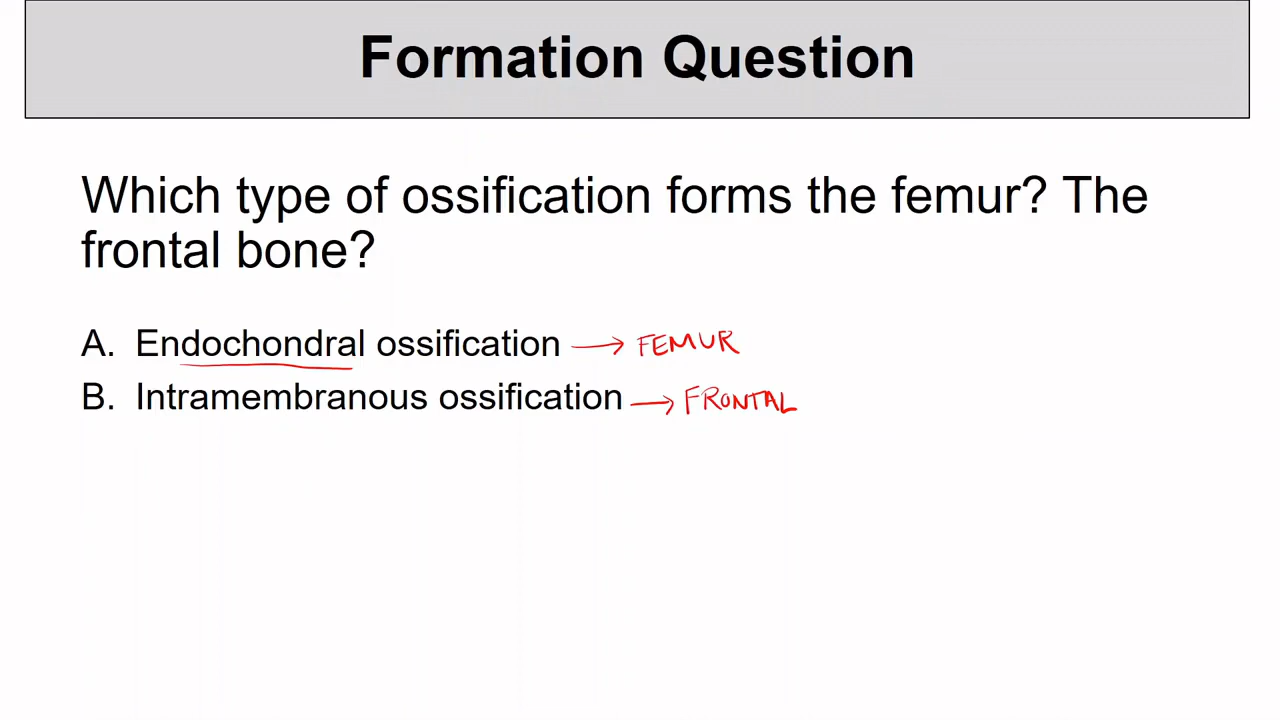 Formation Question
Which type of ossification forms the femur? The
frontal bone?
A. Endochondral ossification → FEMUR
B. Intramembranous ossification → FRONTAL